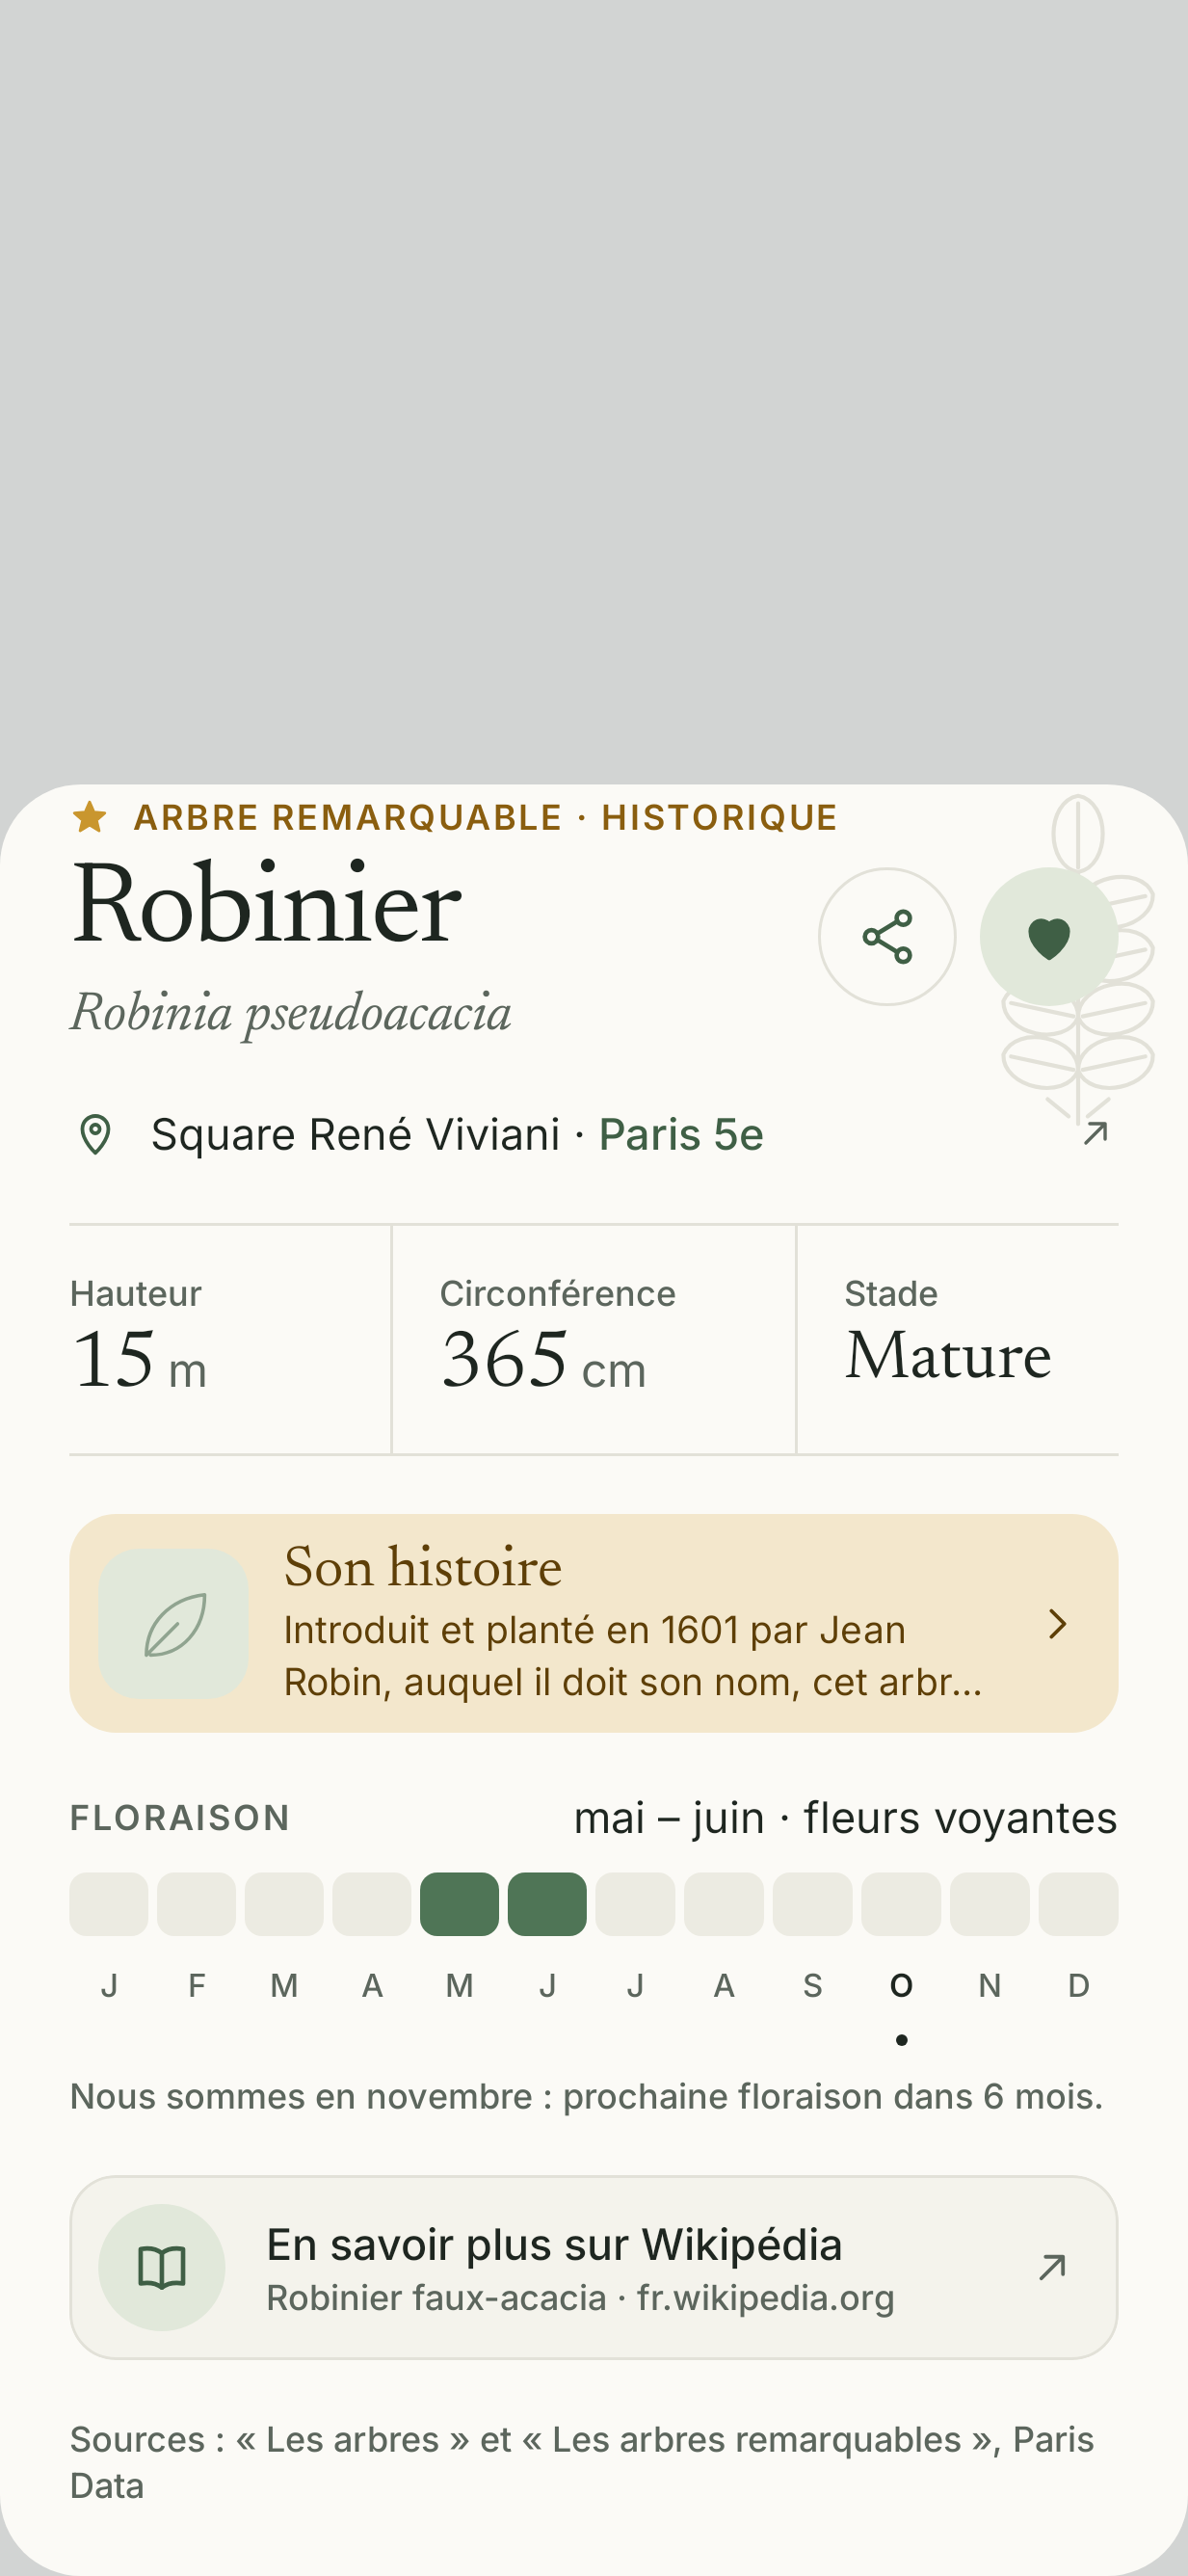 ARBRE REMARQUABLE · HISTORIQUE
Robinier
Robinia pseudoacacia
Square René Viviani · Paris 5e
Hauteur
15 m
Circonférence
365 cm
Stade
Mature
Son histoire
Introduit et planté en 1601 par Jean
Robin, auquel il doit son nom, cet arbr...
FLORAISON
mai – juin · fleurs voyantes
J F M A M J J A S O N D
Nous sommes en novembre : prochaine floraison dans 6 mois.
En savoir plus sur Wikipédia
Robinier faux-acacia · fr.wikipedia.org
Sources : « Les arbres » et « Les arbres remarquables », Paris
Data